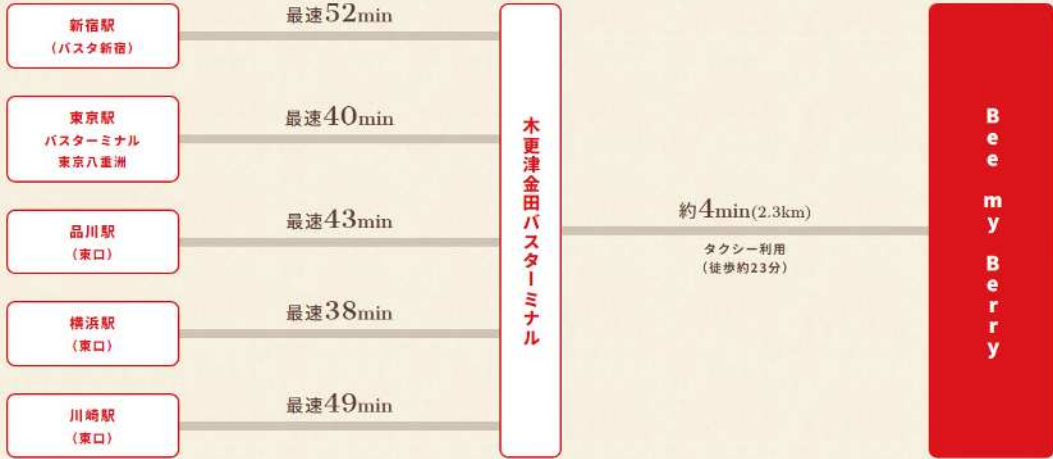 新宿駅
(バスタ新宿)
最速52min
東京駅
バスターミナル
東京八重洲
最速40min
品川駅
(東口)
最速43min
横浜駅
(東口)
最速38min
川崎駅
(東口)
最速49min
木更津金田バスターミナル
約4min(2.3km)
タクシー利用
(徒歩約23分)
Bee my Berry